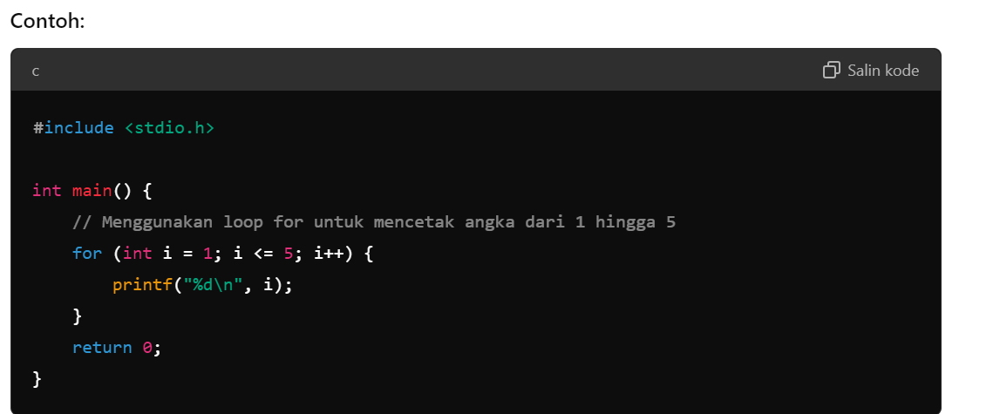 Contoh:
c
Salin kode
#include <stdio.h>
int main() {
    // Menggunakan loop for untuk mencetak angka dari 1 hingga 5
    for (int i = 1; i <= 5; i++) {
        printf("%d\n", i);
    }
    return 0;
}